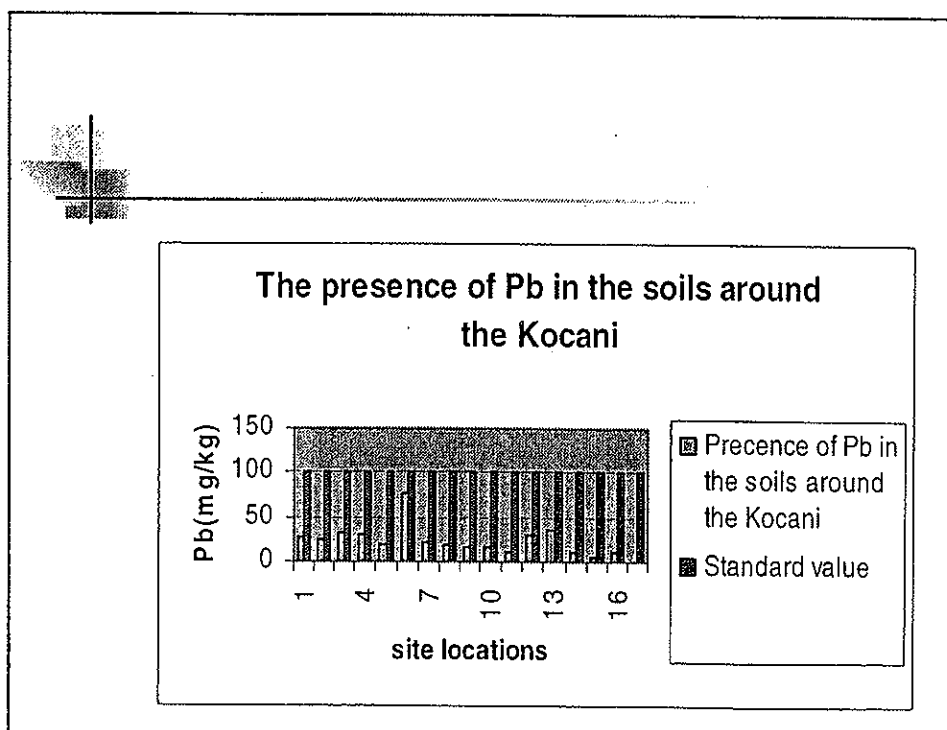 The presence of Pb in the soils around
the Kocani
150
100
50
0
Pb(mg/kg)
1
4
7
10
13
16
site locations
Precence of Pb in
the soils around
the Kocani
Standard value